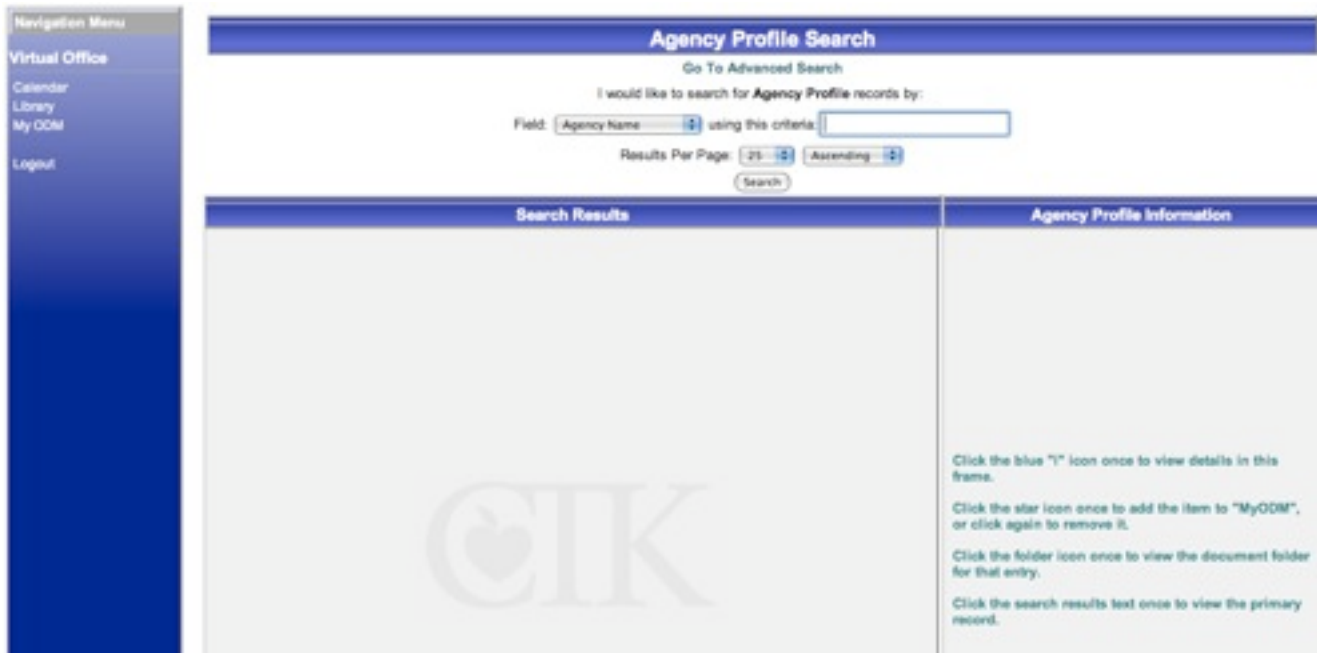 Navigation Menu
Virtual Office
Calendar
Library
My ODM
Logout
Agency Profile Search
Go To Advanced Search
I would like to search for Agency Profile records by:
Field: Agency Name using this criteria:
Results Per Page: 25 Ascending
Search
Search Results
Agency Profile Information
CTK
Click the blue "i" icon once to view details in this
frame.
Click the star icon once to add the item to "MyODM",
or click again to remove it.
Click the folder icon once to view the document folder
for that entry.
Click the search results text once to view the primary
record.